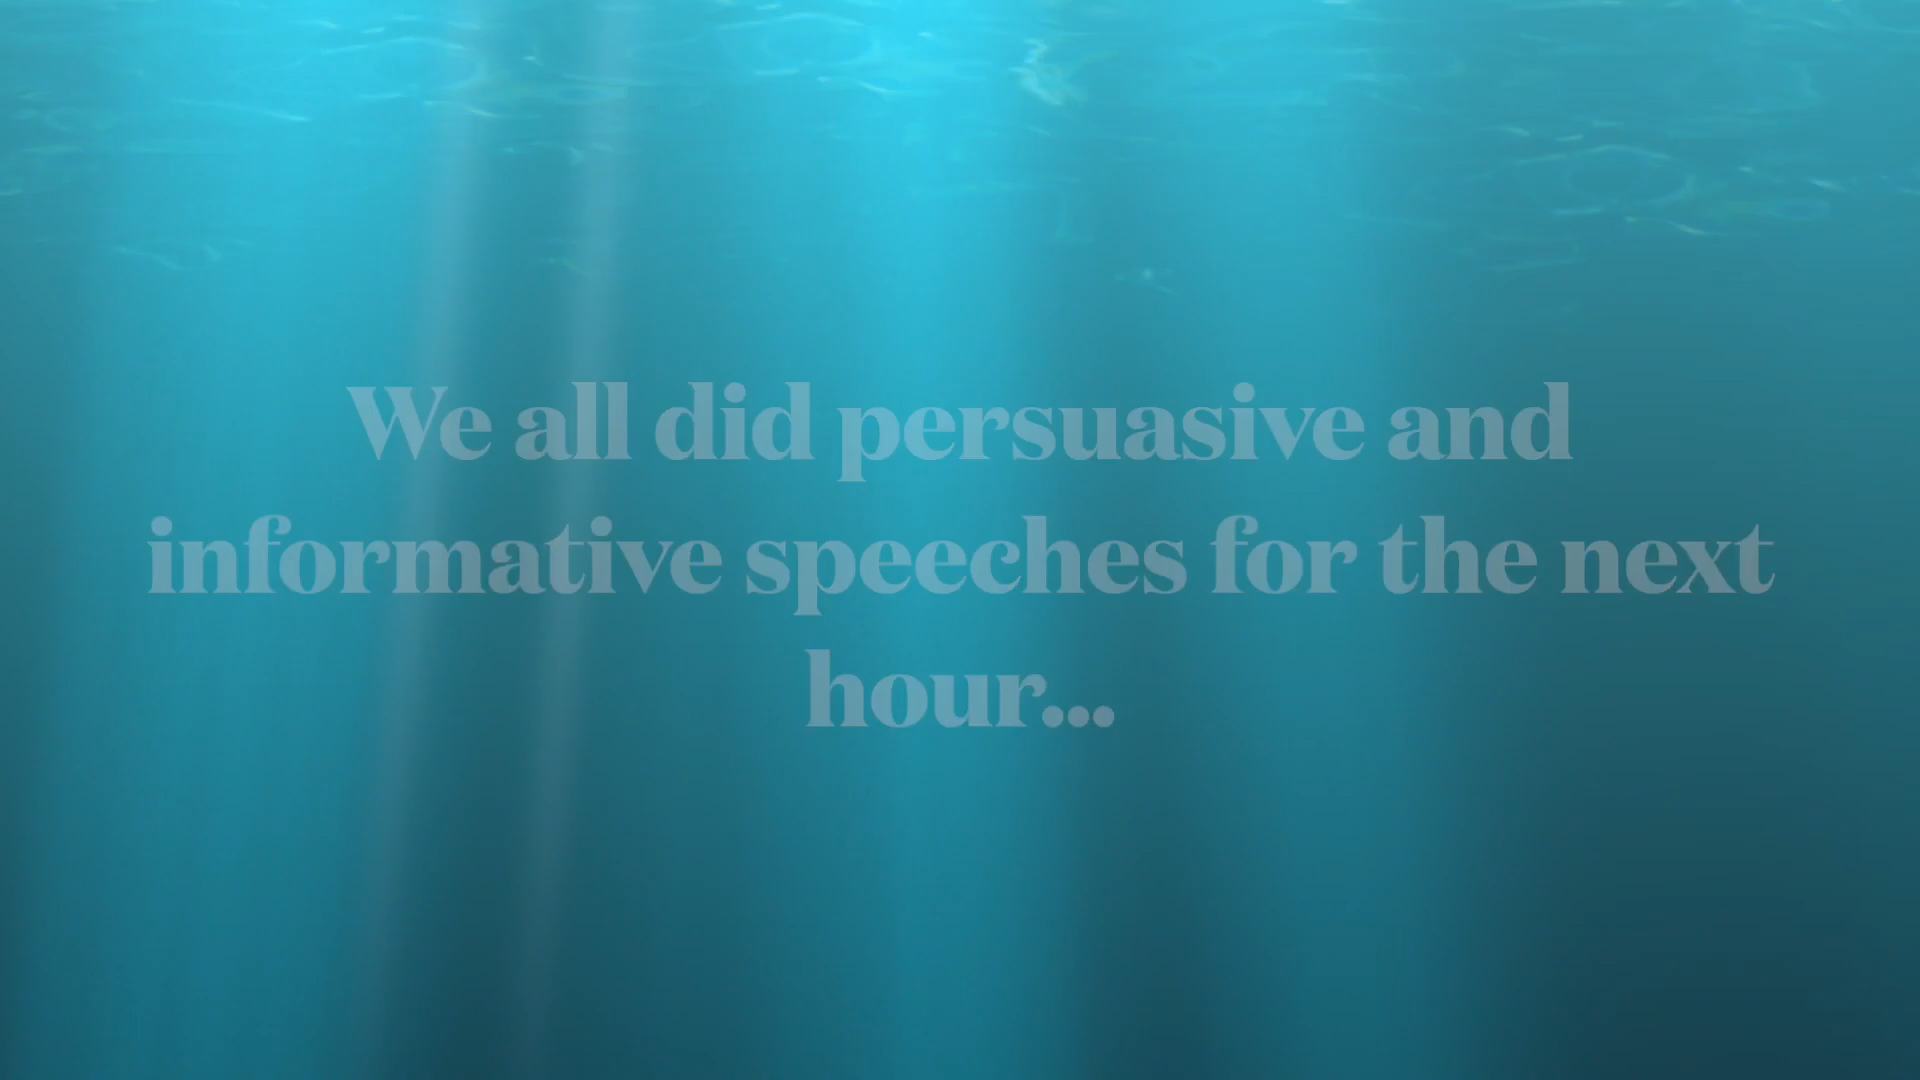 We all did persuasive and
informative speeches for the next
hour...